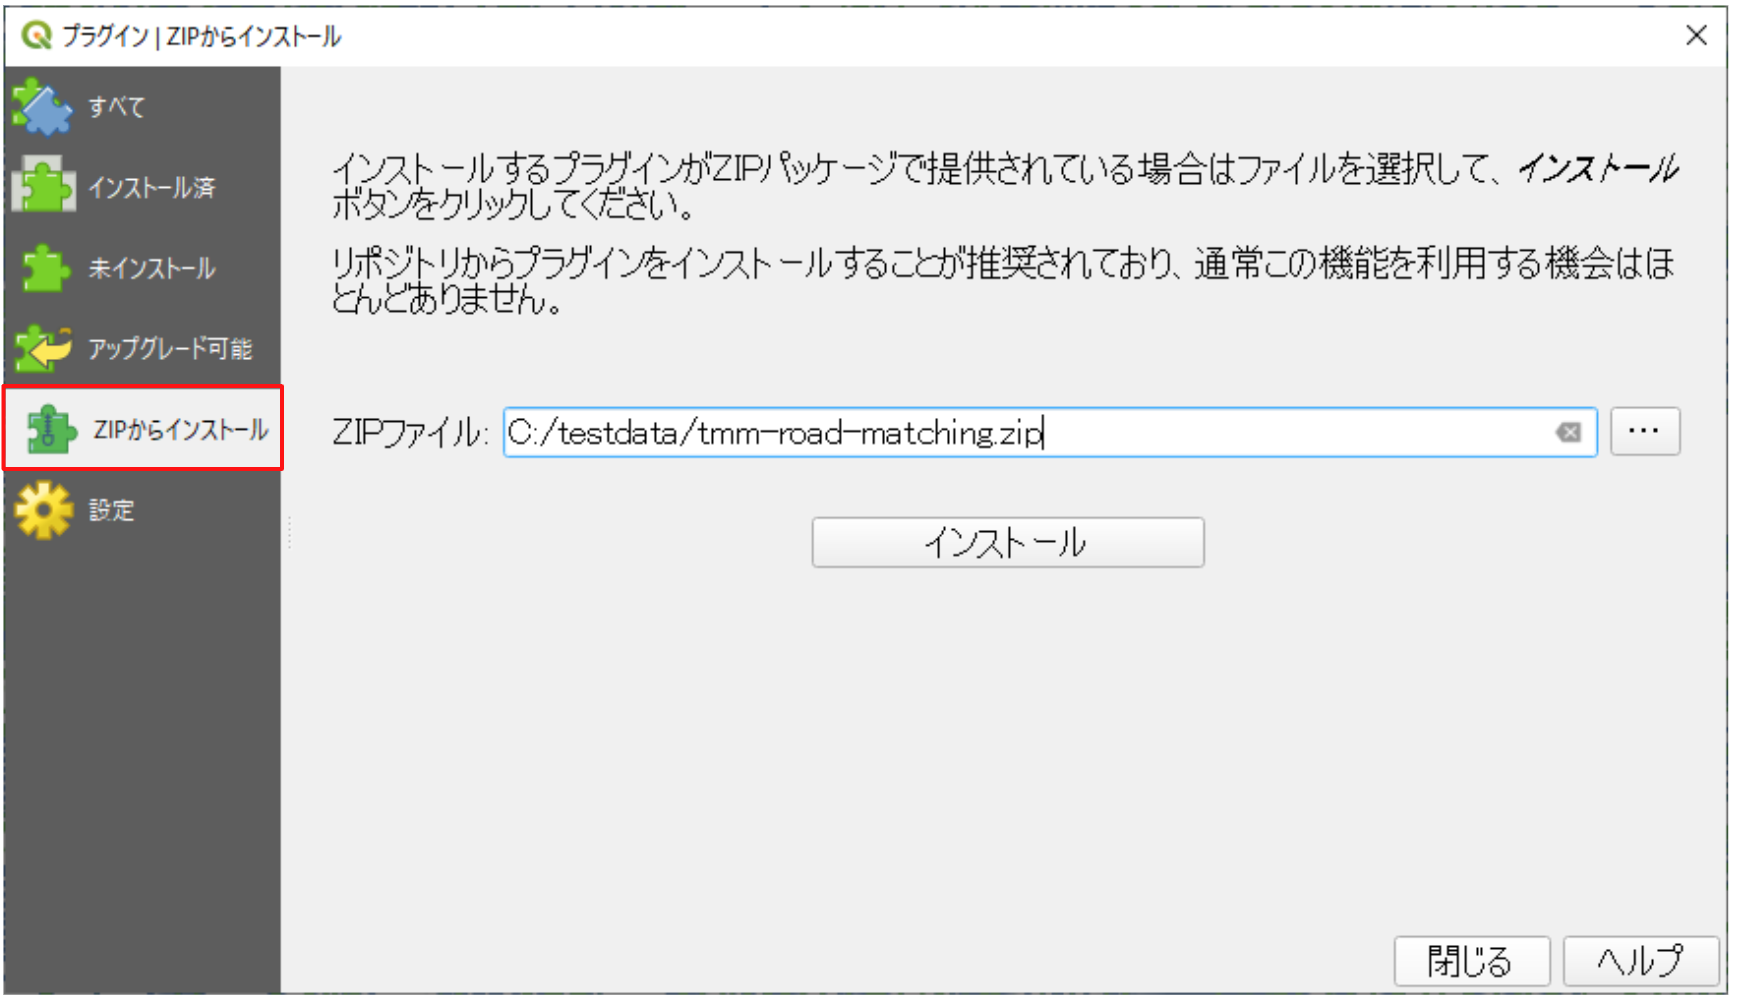 プラグイン | ZIPからインストール
すべて
インストール済
未インストール
アップグレード可能
ZIPからインストール
設定
インストールするプラグインがZIPパッケージで提供されている場合はファイルを選択して、インストール
ボタンをクリックしてください。
リポジトリからプラグインをインストールすることが推奨されており、通常この機能を利用する機会はほ
とんどありません。
ZIPファイル: C:/testdata/tmm-road-matching.zip ...
インストール
閉じる ヘルプ